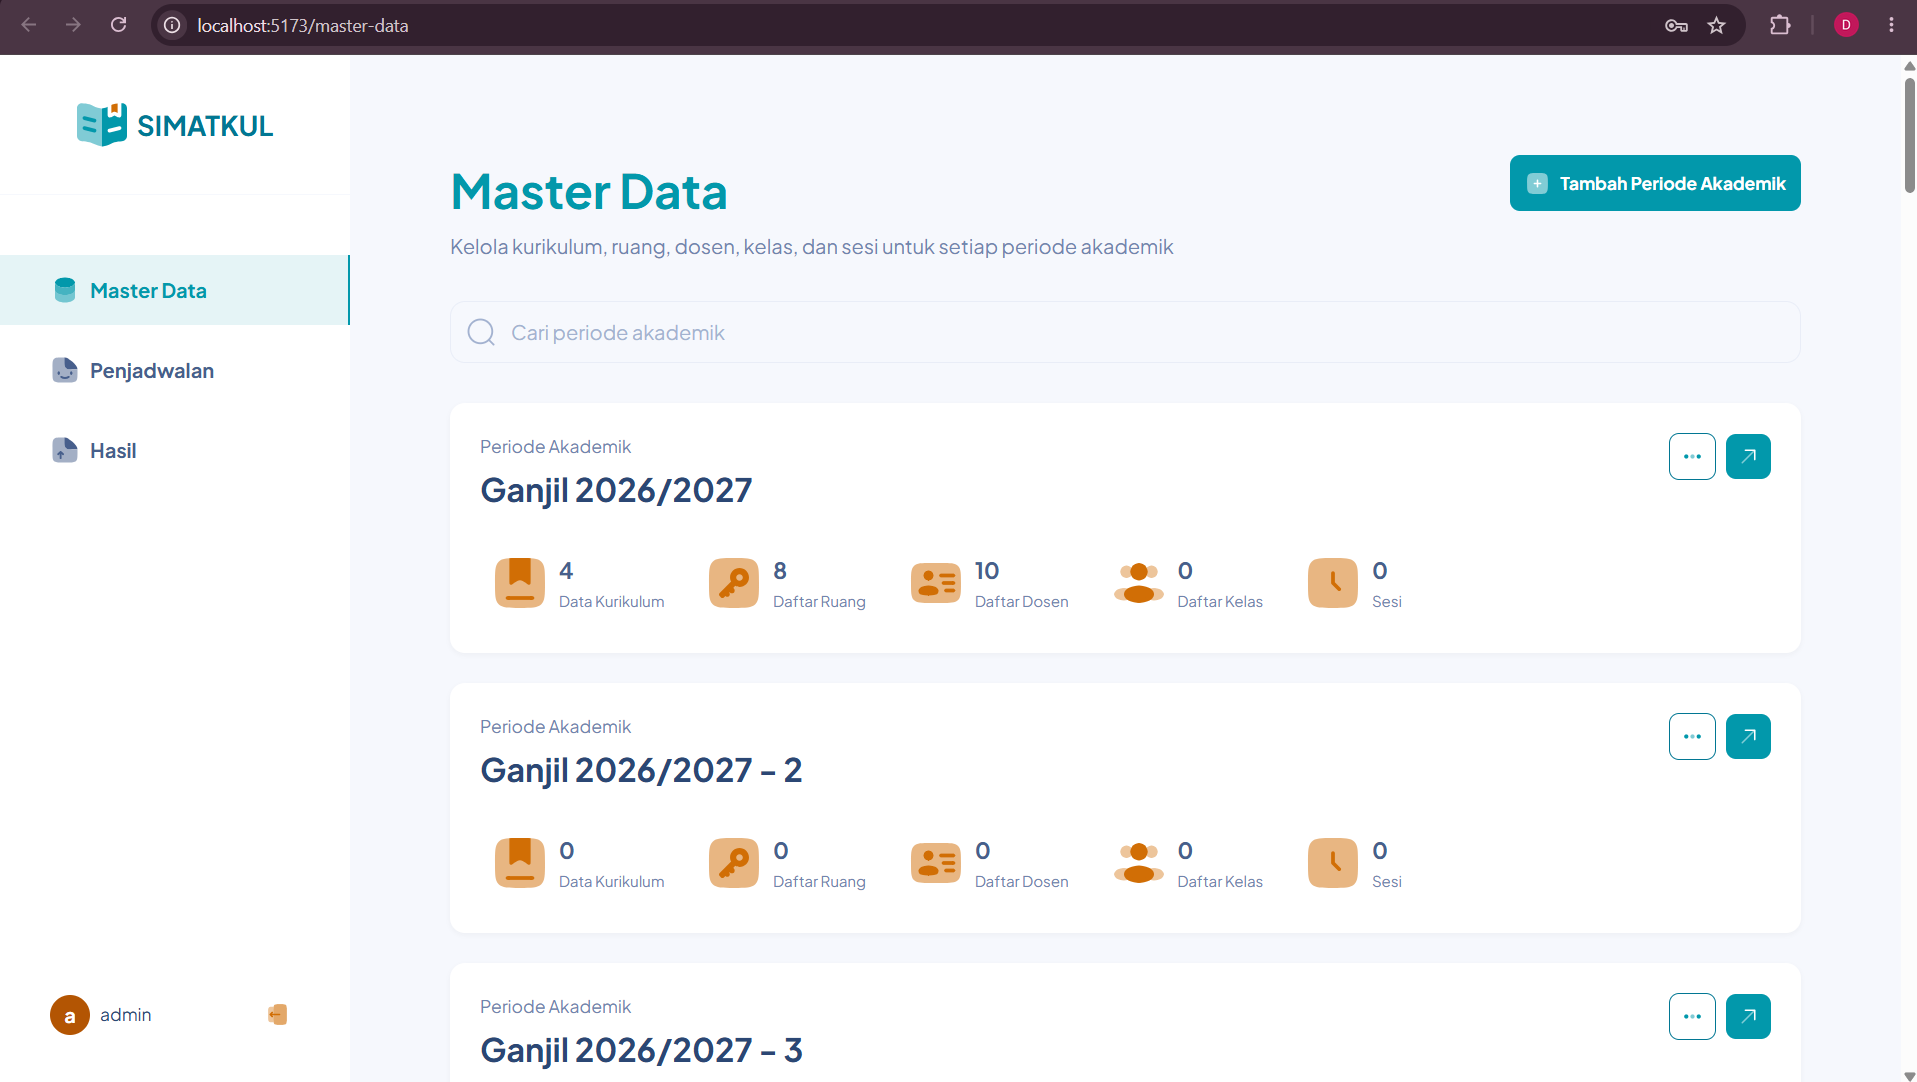 localhost:5173/master-data
D
SIMATKUL
Master Data
Penjadwalan
Hasil
a
admin
Master Data
Tambah Periode Akademik
Kelola kurikulum, ruang, dosen, kelas, dan sesi untuk setiap periode akademik
Cari periode akademik
Periode Akademik
Ganjil 2026/2027
4
Data Kurikulum
8
Daftar Ruang
10
Daftar Dosen
0
Daftar Kelas
0
Sesi
Periode Akademik
Ganjil 2026/2027 - 2
0
Data Kurikulum
0
Daftar Ruang
0
Daftar Dosen
0
Daftar Kelas
0
Sesi
Periode Akademik
Ganjil 2026/2027 - 3